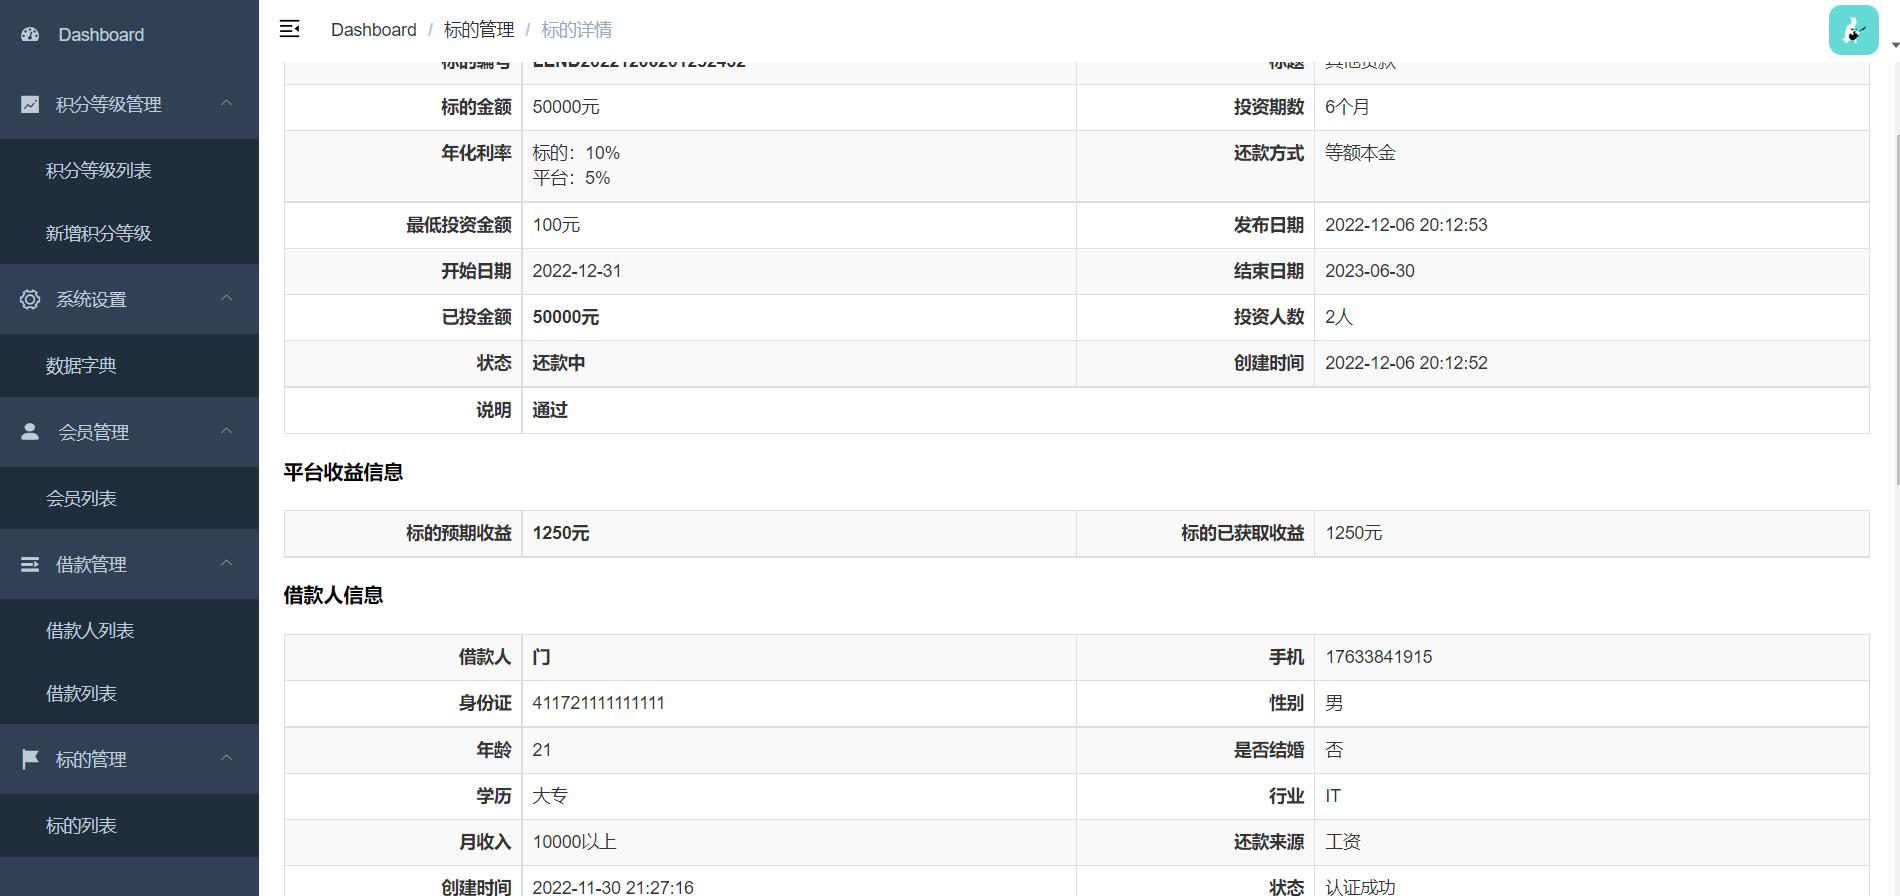 Dashboard
积分等级管理
积分等级列表
新增积分等级
系统设置
数据字典
会员管理
会员列表
借款管理
借款人列表
借款列表
标的管理
标的列表
Dashboard / 标的管理 / 标的详情
标的编号 LEND20221206201252452 标题 其他贷款
标的金额 50000元 投资期数 6个月
年化利率 标的：10% 还款方式 等额本金
平台：5%
最低投资金额 100元 发布日期 2022-12-06 20:12:53
开始日期 2022-12-31 结束日期 2023-06-30
已投金额 50000元 投资人数 2人
状态 还款中 创建时间 2022-12-06 20:12:52
说明 通过
平台收益信息
标的预期收益 1250元 标的已获取收益 1250元
借款人信息
借款人 门 手机 17633841915
身份证 411721111111111 性别 男
年龄 21 是否结婚 否
学历 大专 行业 IT
月收入 10000以上 还款来源 工资
创建时间 2022-11-30 21:27:16 状态 认证成功